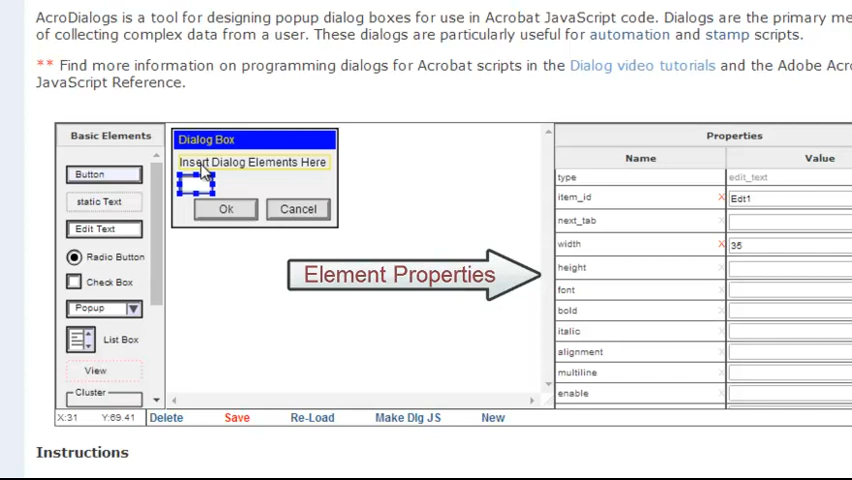 AcroDialogs is a tool for designing popup dialog boxes for use in Acrobat JavaScript code. Dialogs are the primary me
of collecting complex data from a user. These dialogs are particularly useful for automation and stamp scripts.
** Find more information on programming dialogs for Acrobat scripts in the Dialog video tutorials and the Adobe Acro
JavaScript Reference.
Basic Elements
Button
static Text
Edit Text
Radio Button
Check Box
Popup
List Box
View
Cluster
X:31 Y:69.41
Dialog Box
Insert Dialog Elements Here
Ok Cancel
Element Properties
Properties
Name Value
type edit_text
item_id X Edt1
next_tab X
width X 35
height X
font X
bold X
italic X
alignment X
multiline X
enable X
Delete Save Re-Load Make Dlg JS New
Instructions